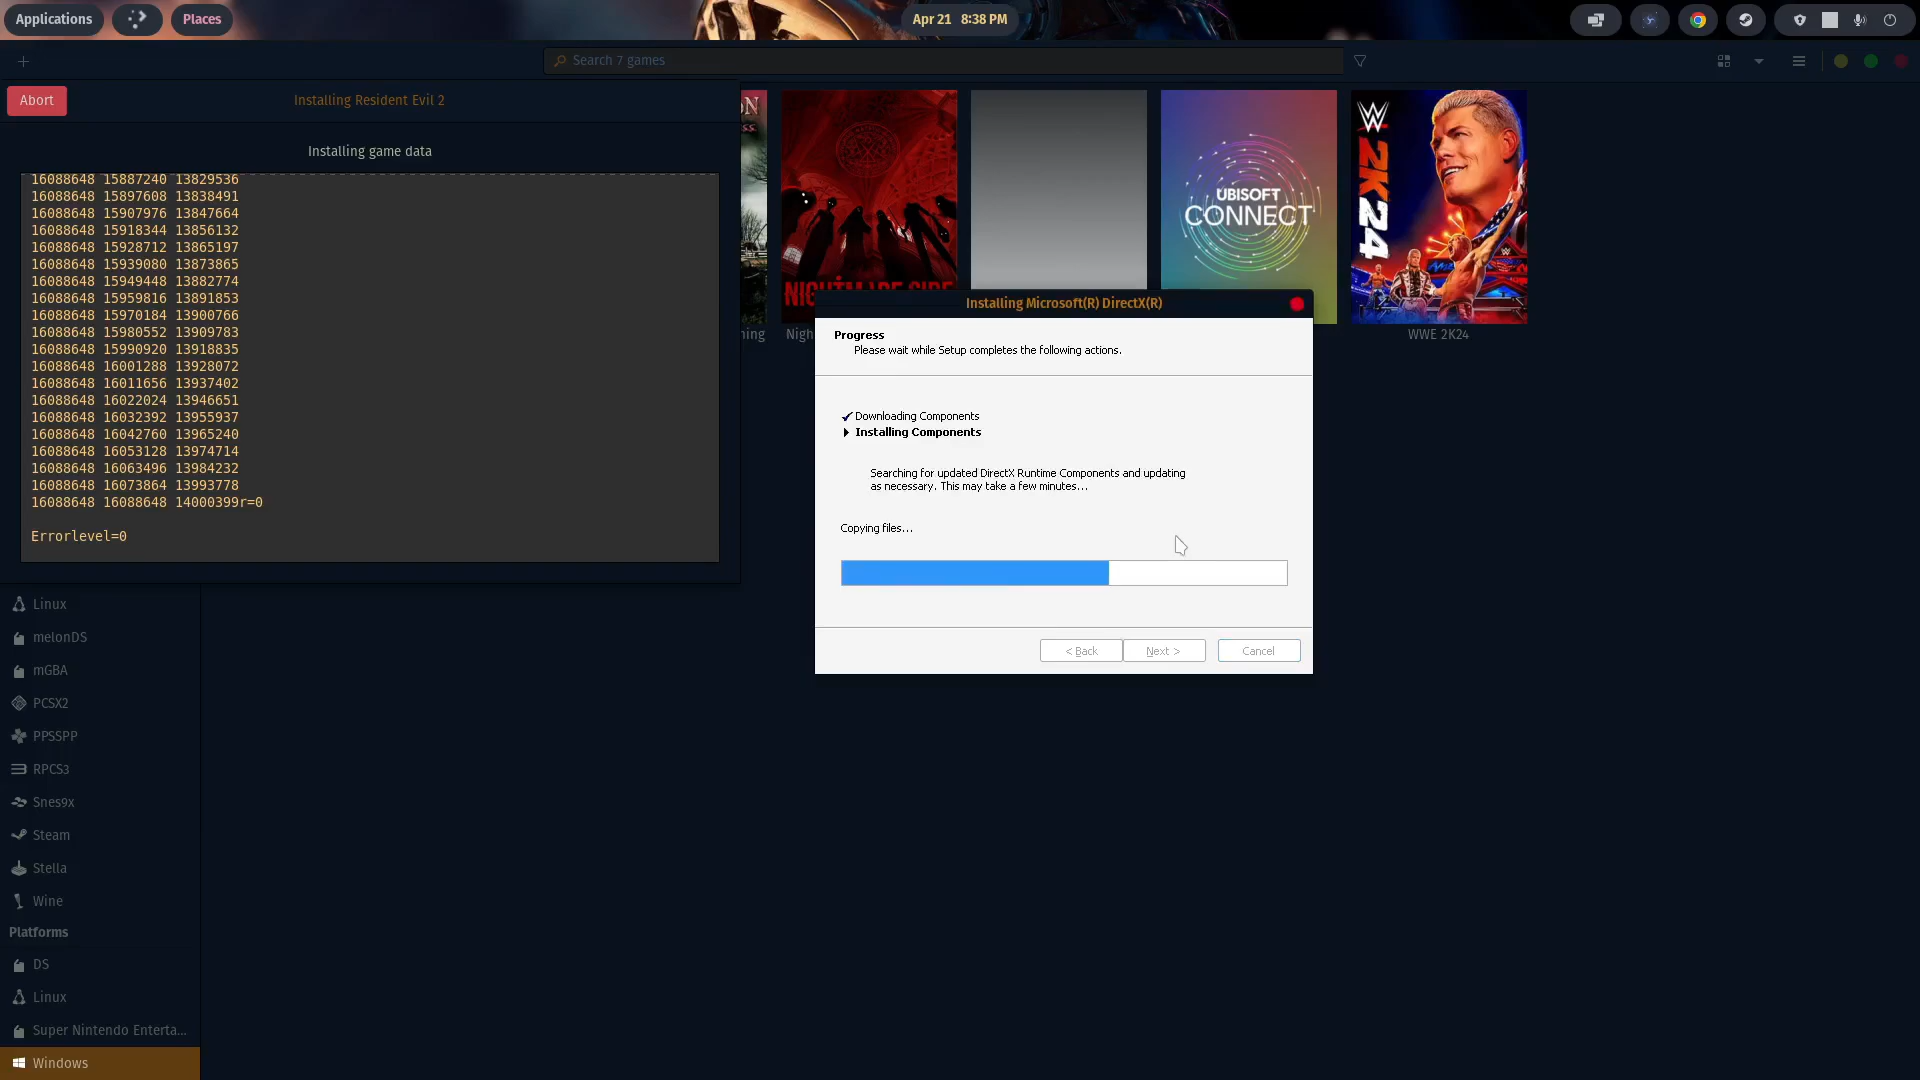 Applications
Places
Apr 21 8:38 PM
Search 7 games
Abort
Installing Resident Evil 2
Installing game data
16088648 15887240 13829536
16088648 15897608 13838491
16088648 15907976 13847664
16088648 15918344 13856132
16088648 15928712 13865197
16088648 15939080 13873865
16088648 15949448 13882774
16088648 15959816 13891853
16088648 15970184 13900766
16088648 15980552 13909783
16088648 15990920 13918835
16088648 16001288 13928072
16088648 16011656 13937402
16088648 16022024 13946651
16088648 16032392 13955937
16088648 16042760 13965240
16088648 16053128 13974714
16088648 16063496 13984232
16088648 16073864 13993778
16088648 16088648 14000399r=0
Errorlevel=0
ning
Nigh
UBISOFT
CONNECT
W
2K24
WWE 2K24
Installing Microsoft(R) DirectX(R)
Progress
Please wait while Setup completes the following actions.
Downloading Components
Installing Components
Searching for updated DirectX Runtime Components and updating
as necessary. This may take a few minutes...
Copying files...
< Back
Next >
Cancel
Linux
melonDS
mGBA
PCSX2
PPSSPP
RPCS3
Snes9x
Steam
Stella
Wine
Platforms
DS
Linux
Super Nintendo Enterta...
Windows